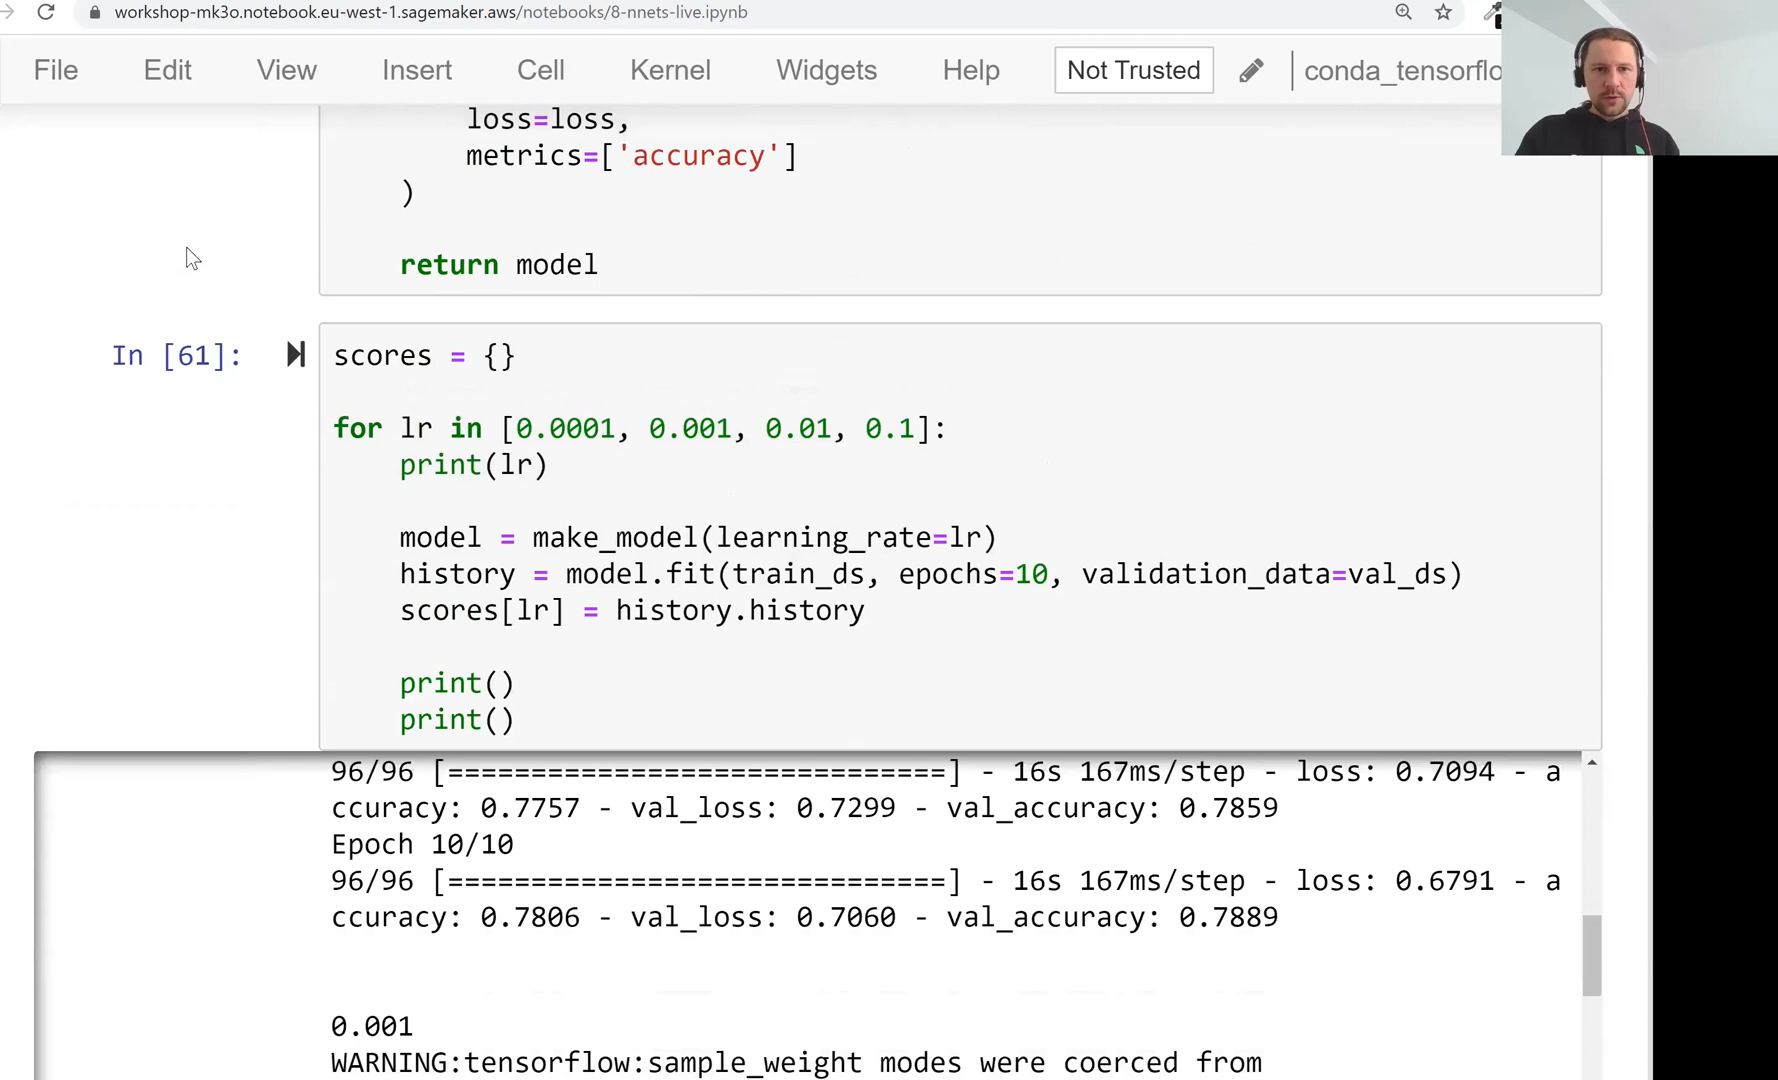 workshop-mk3o.notebook.eu-west-1.sagemaker.aws/notebooks/8-nnets-live.ipynb
File Edit View Insert Cell Kernel Widgets Help Not Trusted conda_tensorflo
loss=loss,
metrics=['accuracy']
)
return model
In [61]:
scores = {}
for lr in [0.0001, 0.001, 0.01, 0.1]:
print(lr)
model = make_model(learning_rate=lr)
history = model.fit(train_ds, epochs=10, validation_data=val_ds)
scores[lr] = history.history
print()
print()
96/96 [==============================] - 16s 167ms/step - loss: 0.7094 - a
ccuracy: 0.7757 - val_loss: 0.7299 - val_accuracy: 0.7859
Epoch 10/10
96/96 [==============================] - 16s 167ms/step - loss: 0.6791 - a
ccuracy: 0.7806 - val_loss: 0.7060 - val_accuracy: 0.7889
0.001
WARNING:tensorflow:sample_weight modes were coerced from